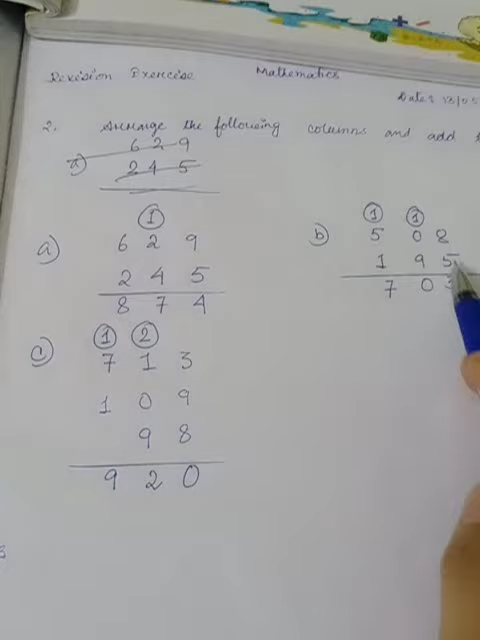 Revision Exercise Mathematics
Date: 13/05
2. Arrange the following columns and add
a) 6 2 9
2 4 5
1
a) 6 2 9
2 4 5
8 7 4
1 1
b) 5 0 8
1 9 5
7 0 3
1 2
c) 7 1 3
1 0 9
9 8
9 2 0